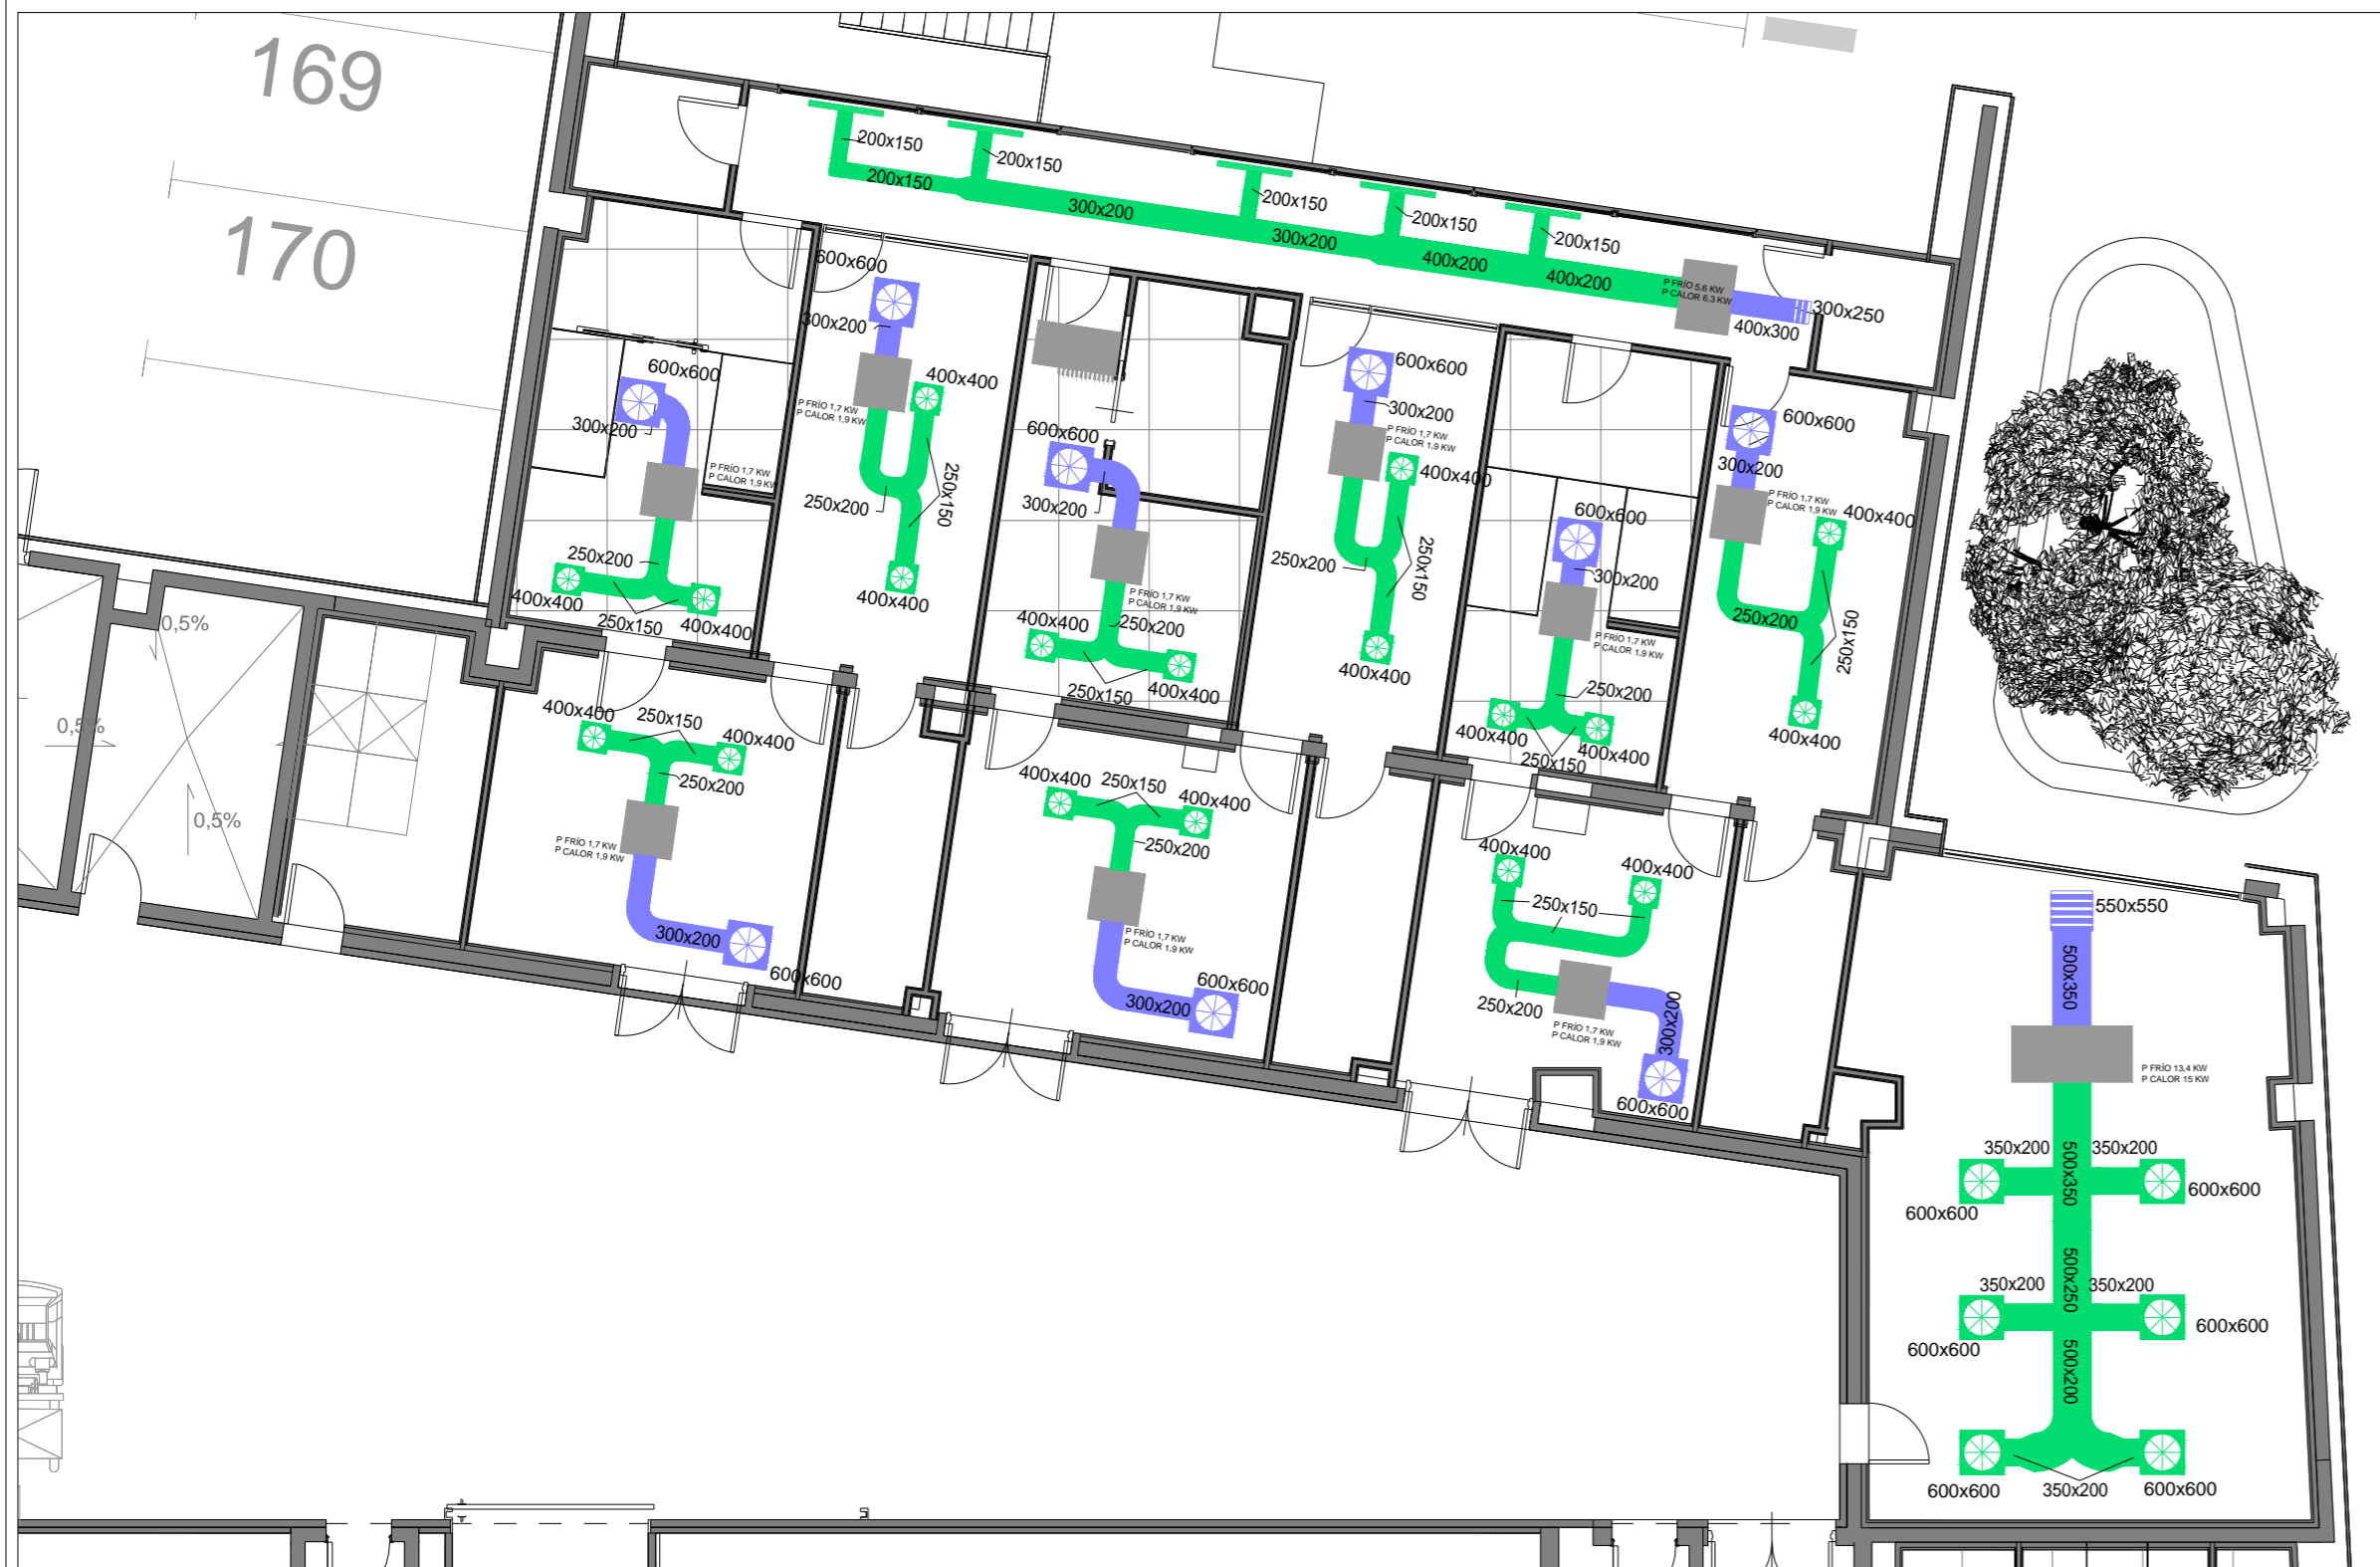 169
170
200x150
200x150
200x150
200x150
200x150
200x150
300x200
300x200
400x200
400x200
P FRÍO 5.6 KW
P CALOR 6,3 KW
300x250
400x300
600x600
300x200
P FRÍO 1,7 KW
P CALOR 1,9 KW
250x200
400x400
250x150
400x400
600x600
300x200
P FRÍO 1,7 KW
P CALOR 1,9 KW
400x400
250x200
250x150
400x400
600x600
300x200
P FRÍO 1,7 KW
P CALOR 1,9 KW
250x200
400x400
250x150
400x400
600x600
300x200
P FRÍO 1,7 KW
P CALOR 1.9 KW
400x400
250x200
250x150
400x400
600x600
300x200
P FRÍO 1.7 KW
P CALOR 1.9 KW
250x200
400x400
250x150
400x400
600x600
300x200
P FRÍO 1.7 KW
P CALOR 1,9 KW
400x400
250x200
250x150
400x400
0,5%
0,5%
0,5%
400x400
250x150
400x400
250x200
P FRÍO 1,7 KW
P CALOR 1,9 KW
300x200
600x600
400x400
250x150
400x400
250x200
P FRÍO 1,7 KW
P CALOR 1.9 KW
300x200
600x600
400x400
400x400
250x150
250x200
P FRÍO 1.7 KW
P CALOR 1,9 KW
300x200
600x600
550x550
500x350
P FRÍO 13,4 KW
P CALOR 15 KW
350x200
350x200
500x350
600x600
600x600
350x200
350x200
500x250
600x600
600x600
500x200
600x600
350x200
600x600